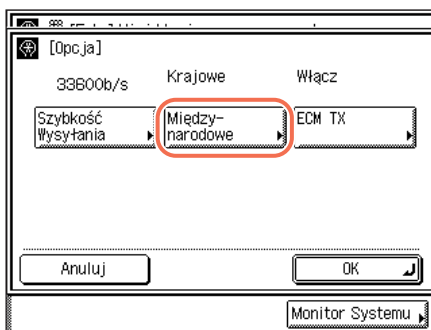 [Opcja]
33600b/s Krajowe Włącz
Szybkość Wysyłania
Między-
narodowe
ECM TX
Anuluj OK
Monitor Systemu